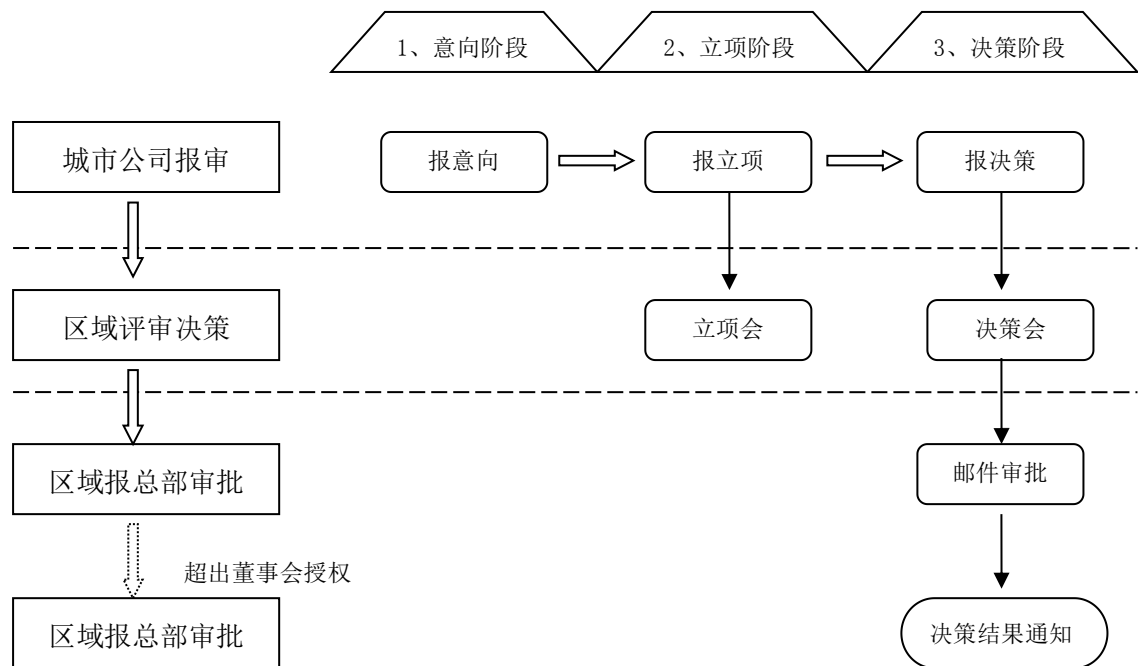 1、意向阶段
2、立项阶段
3、决策阶段
城市公司报审
报意向
报立项
报决策
区域评审决策
立项会
决策会
区域报总部审批
邮件审批
超出董事会授权
区域报总部审批
决策结果通知